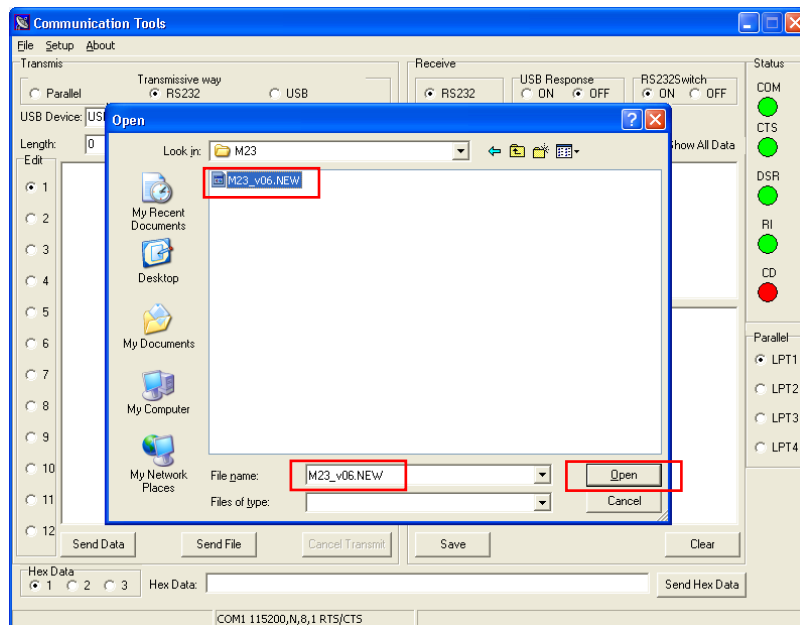 Communication Tools
File Setup About
Transmis
Receive
Status
Transmissive way
USB Response
RS232Switch
Parallel RS232 USB
RS232
ON OFF
ON OFF
COM
USB Device: USI
CTS
Length: 0
Show All Data
Edit
DSR
RI
CD
1
2
3
4
5
6
7
8
9
10
11
12
Open
Look in: M23
M23_v06.NEW
My Recent
Documents
Desktop
My Documents
My Computer
My Network
Places
File name: M23_v06.NEW Open
Files of type: Cancel
Parallel
LPT1
LPT2
LPT3
LPT4
Send Data Send File Cancel Transmit Save Clear
Hex Data
1 2 3 Hex Data: Send Hex Data
COM1 115200,N,8,1 RTS/CTS